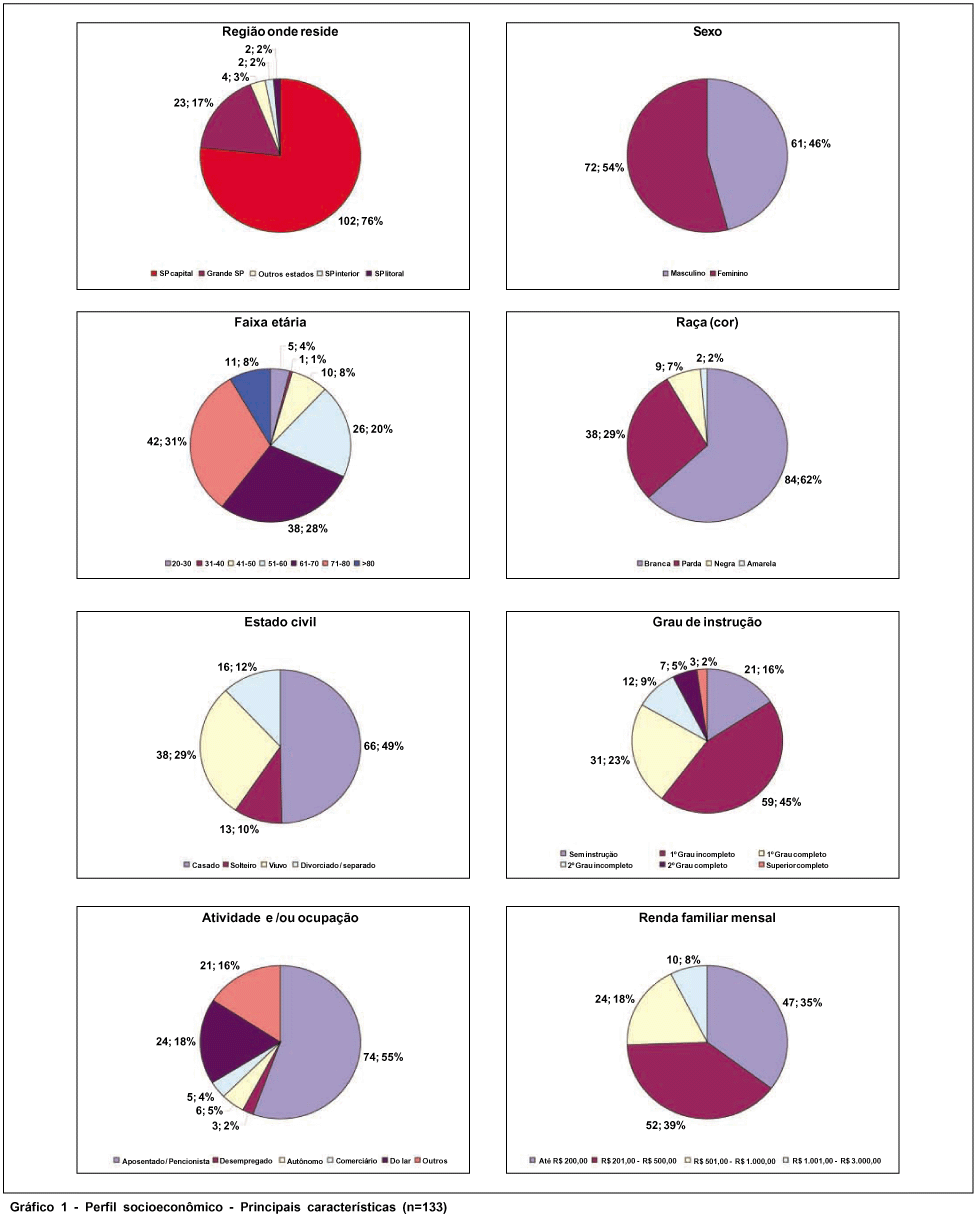 Região onde reside
2; 2%
2; 2%
4; 3%
23; 17%
102; 76%
SP capital Grande SP Outros estados SP interior SP litoral
Sexo
61; 46%
72; 54%
Masculino Feminino
Faixa etária
5; 4%
1; 1%
11; 8%
10; 8%
26; 20%
42; 31%
38; 28%
20-30 31-40 41-50 51-60 61-70 71-80 >80
Raça (cor)
2; 2%
9; 7%
38; 29%
84;62%
Branca Parda Negra Amarela
Estado civil
16; 12%
66; 49%
38; 29%
13; 10%
Casado Solteiro Viuvo Divorciado/ separado
Grau de instrução
7; 5% 3; 2%
21; 16%
12; 9%
31; 23%
59; 45%
Sem instrução 1º Grau incompleto 1º Grau completo
2º Grau incompleto 2º Grau completo Superior completo
Atividade e /ou ocupação
21; 16%
24; 18%
74; 55%
5; 4%
6; 5%
3; 2%
Aposentado/ Pencionista Desempregado Autônomo Comerciário Do lar Outros
Renda familiar mensal
10; 8%
24; 18%
47; 35%
52; 39%
Até R$ 200,00 R$ 201,00 - R$ 500,00 R$ 501,00 - R$ 1.000,00 R$ 1.001,00 - R$ 3.000,00
Gráfico 1 - Perfil socioeconômico - Principais características (n=133)